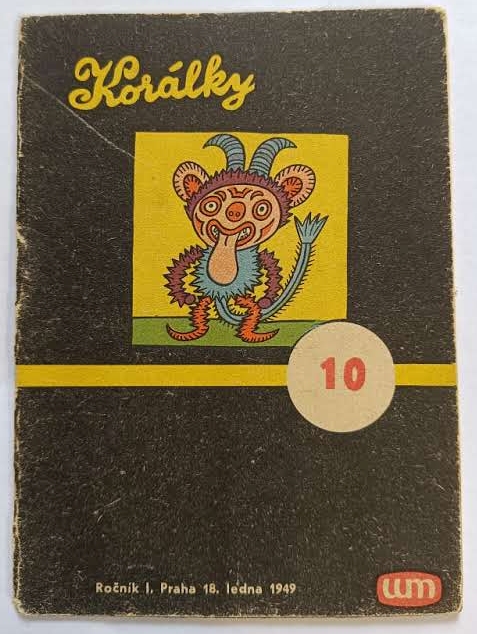 Korálky
10
Ročník I. Praha 18. ledna 1949
um